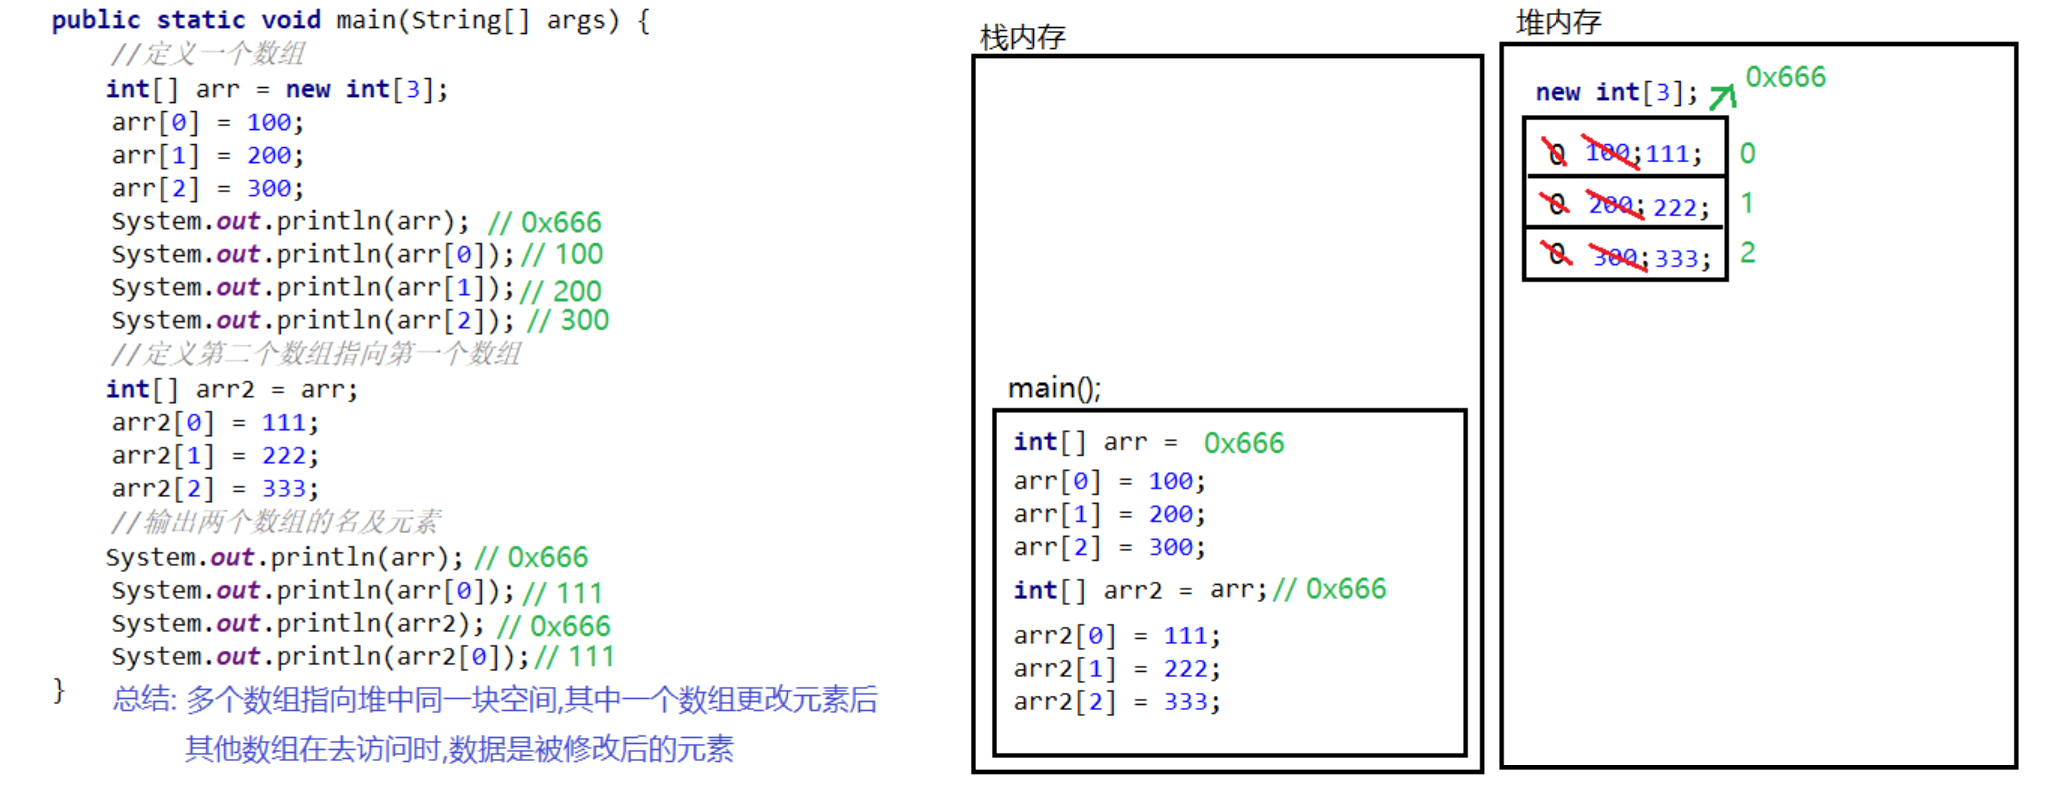 public static void main(String[] args) {
//定义一个数组
int[] arr = new int[3];
arr[0] = 100;
arr[1] = 200;
arr[2] = 300;
System.out.println(arr); // 0x666
System.out.println(arr[0]);// 100
System.out.println(arr[1]);// 200
System.out.println(arr[2]); // 300
//定义第二个数组指向第一个数组
int[] arr2 = arr;
arr2[0] = 111;
arr2[1] = 222;
arr2[2] = 333;
//输出两个数组的名及元素
System.out.println(arr); // 0x666
System.out.println(arr[0]); // 111
System.out.println(arr2); // 0x666
System.out.println(arr2[0]);// 111
}
总结: 多个数组指向堆中同一块空间,其中一个数组更改元素后
其他数组在去访问时,数据是被修改后的元素
栈内存
main();
int[] arr = 0x666
arr[0] = 100;
arr[1] = 200;
arr[2] = 300;
int[] arr2 = arr;// 0x666
arr2[0] = 111;
arr2[1] = 222;
arr2[2] = 333;
堆内存
new int[3]; 0x666
0 100;111; 0
0 200;222; 1
0 300;333; 2